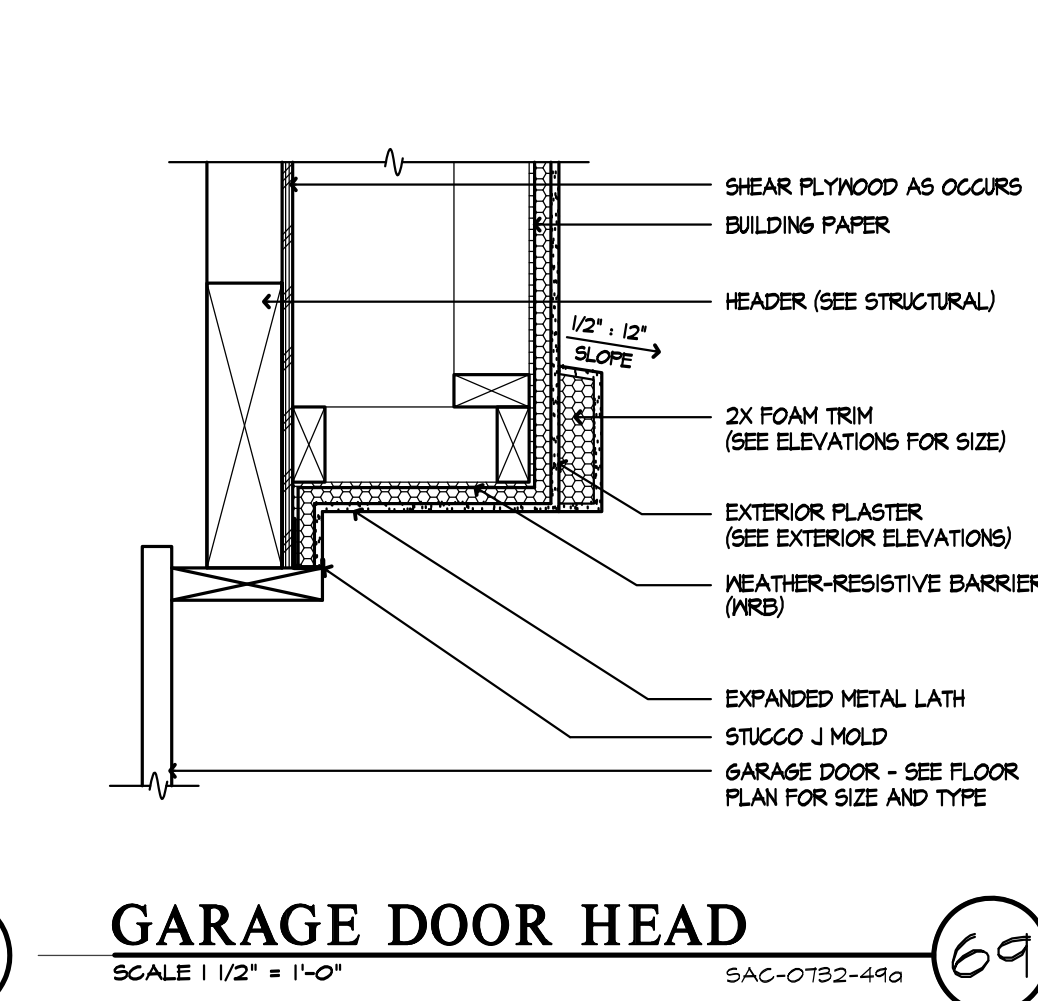 SHEAR PLYWOOD AS OCCURS
BUILDING PAPER
HEADER (SEE STRUCTURAL)
1/2" : 12"
SLOPE
2X FOAM TRIM
(SEE ELEVATIONS FOR SIZE)
EXTERIOR PLASTER
(SEE EXTERIOR ELEVATIONS)
WEATHER-RESISTIVE BARRIER
(WRB)
EXPANDED METAL LATH
STUCCO J MOLD
GARAGE DOOR - SEE FLOOR
PLAN FOR SIZE AND TYPE
GARAGE DOOR HEAD
69
SCALE 1 1/2" = 1'-0"
SAC-0732-49a